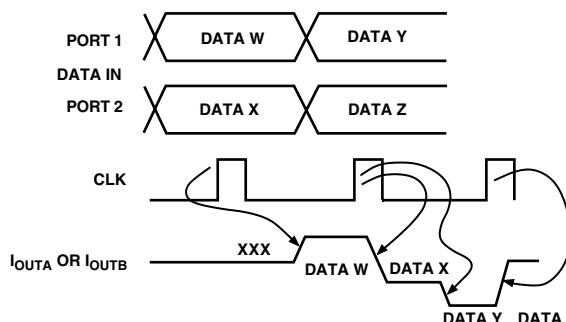 PORT 1
DATA W
DATA Y
DATA IN
PORT 2
DATA X
DATA Z
CLK
XXX
IOUTA OR IOUTB
DATA W
DATA X
DATA Y
DATA